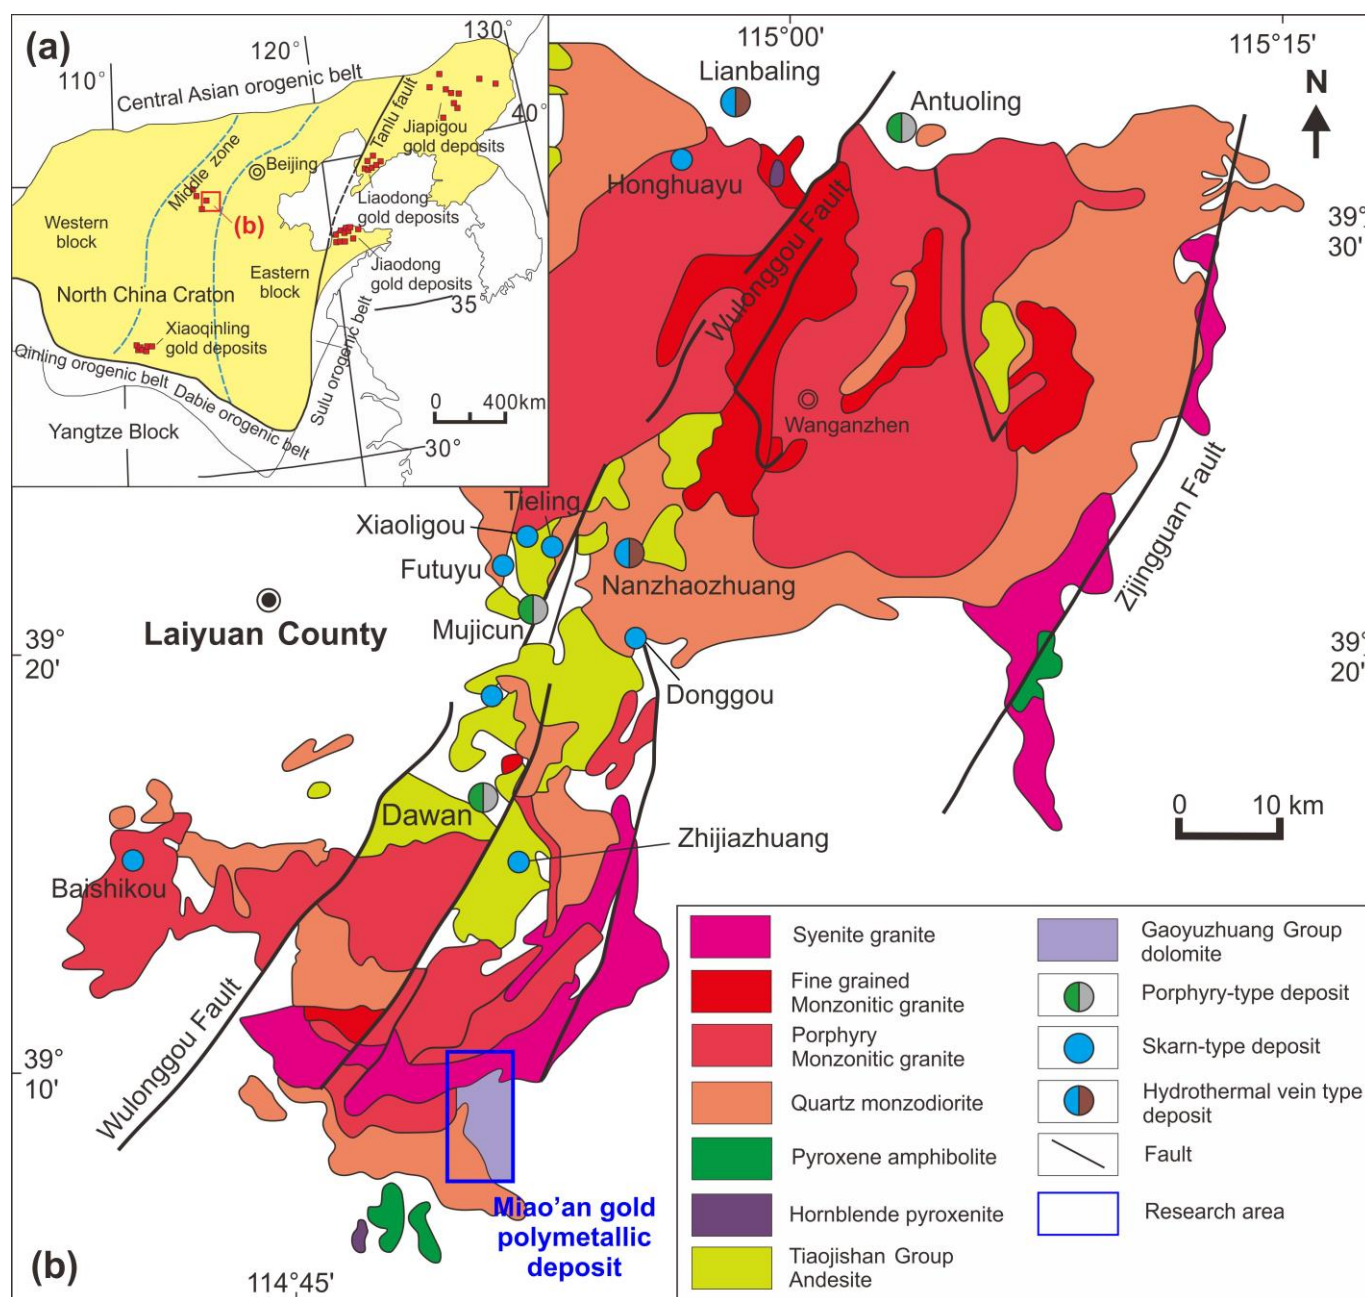 (a)
110°
120°
130°
Central Asian orogenic belt
Tanlu fault
40°
Jiapigou
gold deposits
Middle zone
Beijing
Liaodong
gold deposits
(b)
Western
block
Eastern
block
Jiaodong
gold deposits
North China Craton
35
Xiaoqinling
gold deposits
Qinling orogenic belt
Dabie orogenic belt
Sulu orogenic belt
0 400km
Yangtze Block
30°
115°00'
115°15'
N
Lianbaling
Antuoling
Honghuayu
Wulonggou Fault
39°
30'
Wanganzhen
Tieling
Xiaoligou
Futuyu
Nanzhaozhuang
Zijingguan Fault
Laiyuan County
Mujicun
39°
20'
39°
20'
Donggou
0 10 km
Dawan
Zhijiazhuang
Baishikou
Wulonggou Fault
39°
10'
Miao’an gold
polymetallic
deposit
(b)
114°45'
Syenite granite
Fine grained
Monzonitic granite
Porphyry
Monzonitic granite
Quartz monzodiorite
Pyroxene amphibolite
Hornblende pyroxenite
Tiaojishan Group
Andesite
Gaoyuzhuang Group
dolomite
Porphyry-type deposit
Skarn-type deposit
Hydrothermal vein type
deposit
Fault
Research area